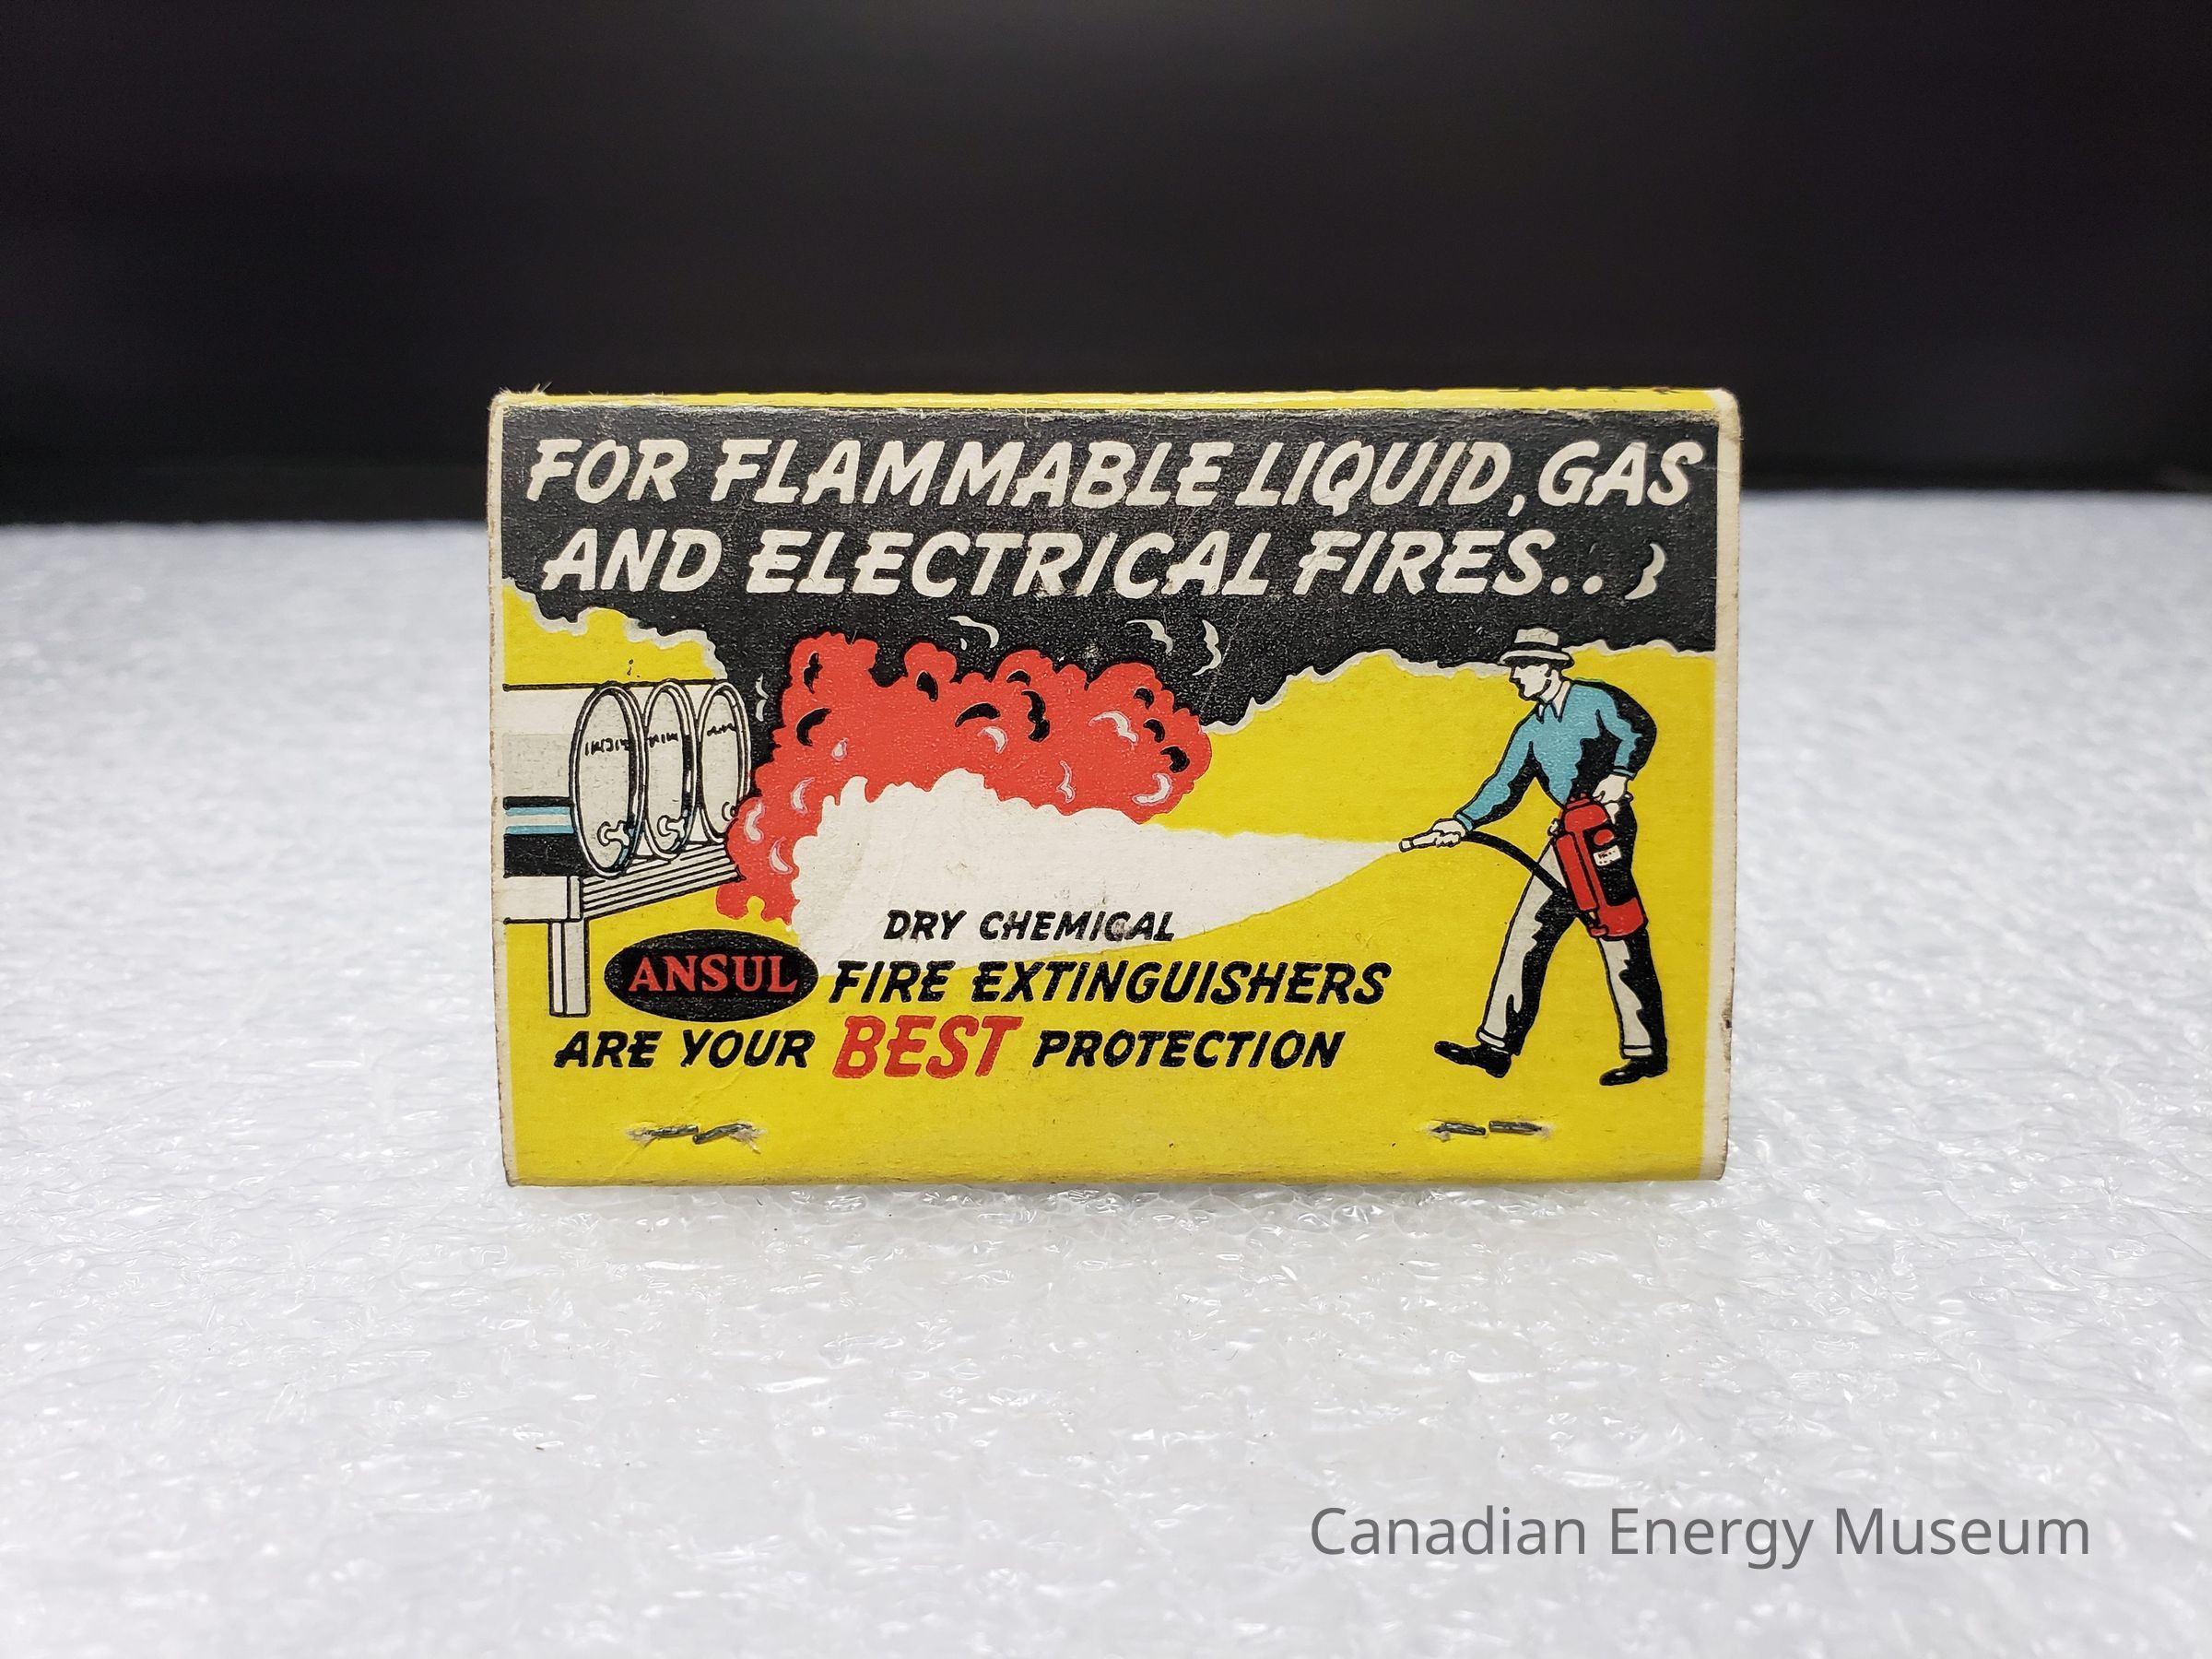 FOR FLAMMABLE LIQUID, GAS
AND ELECTRICAL FIRES..
DRY CHEMICAL
ANSUL FIRE EXTINGUISHERS
ARE YOUR BEST PROTECTION
Canadian Energy Museum